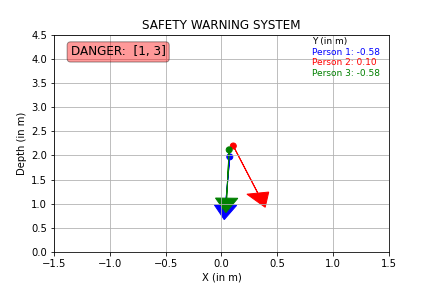 SAFETY WARNING SYSTEM
DANGER:  [1, 3]
Y (in m)
Person 1: -0.58
Person 2: 0.10
Person 3: -0.58
Depth (in m)
4.5
4.0
3.5
3.0
2.5
2.0
1.5
1.0
0.5
0.0
-1.5 -1.0 -0.5 0.0 0.5 1.0 1.5
X (in m)